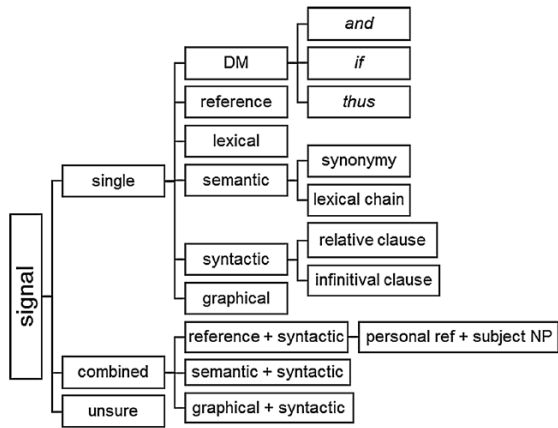 signal
single
DM
and
if
thus
reference
lexical
semantic
synonymy
lexical chain
syntactic
relative clause
infinitival clause
graphical
combined
reference + syntactic
personal ref + subject NP
semantic + syntactic
graphical + syntactic
unsure